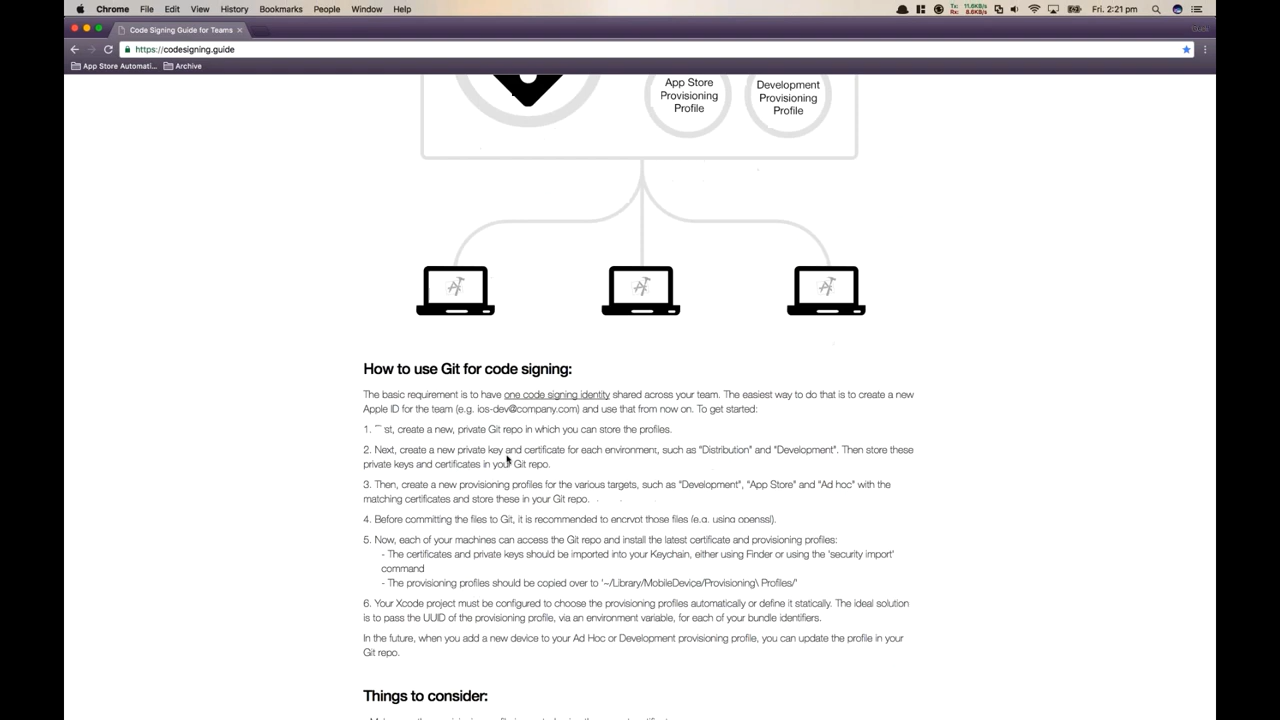 Chrome File Edit View History Bookmarks People Window Help Tx: 11.6KB/s Fri. 2:21 pm
Rx: 8.6KB/s
Code Signing Guide for Teams
https://codesigning.guide
App Store Automati... Archive
App Store
Provisioning
Profile
Development
Provisioning
Profile
How to use Git for code signing:
The basic requirement is to have one code signing identity shared across your team. The easiest way to do that is to create a new
Apple ID for the team (e.g. ios-dev@company.com) and use that from now on. To get started:
1. st, create a new, private Git repo in which you can store the profiles.
2. Next, create a new private key and certificate for each environment, such as "Distribution" and "Development". Then store these
private keys and certificates in your Git repo.
3. Then, create a new provisioning profiles for the various targets, such as "Development", "App Store" and "Ad hoc" with the
matching certificates and store these in your Git repo.
4. Before committing the files to Git, it is recommended to encrypt those files (e.g. using openssl).
5. Now, each of your machines can access the Git repo and install the latest certificate and provisioning profiles:
- The certificates and private keys should be imported into your Keychain, either using Finder or using the 'security import'
command
- The provisioning profiles should be copied over to '~/Library/MobileDevice/Provisioning\ Profiles/'
6. Your Xcode project must be configured to choose the provisioning profiles automatically or define it statically. The ideal solution
is to pass the UUID of the provisioning profile, via an environment variable, for each of your bundle identifiers.
In the future, when you add a new device to your Ad Hoc or Development provisioning profile, you can update the profile in your
Git repo.
Things to consider: